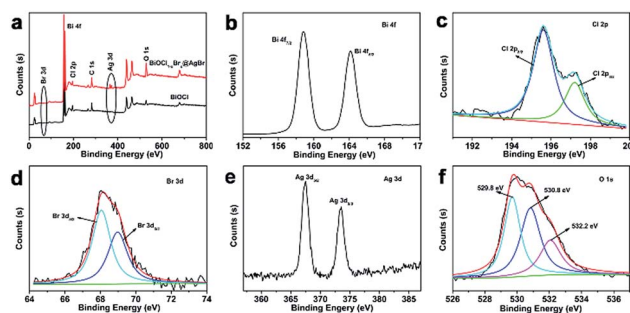 a
Bi 4f
Br 3d
Cl 2p
C 1s
Ag 3d
O 1s
BiOCl₁₋ₓBrₓ@AgBr
BiOCl
Counts (s)
0 200 400 600 800
Binding Energy (eV)
b
Bi 4f
Bi 4f₇/₂
Bi 4f₅/₂
Counts (s)
152 156 160 164 168 17
Binding Energy (eV)
c
Cl 2p
Cl 2p₃/₂
Cl 2p₁/₂
Counts (s)
192 194 196 198 20
Binding Energy (eV)
d
Br 3d
Br 3d₅/₂
Br 3d₃/₂
Counts (s)
64 66 68 70 72 74
Binding Energy (eV)
e
Ag 3d
Ag 3d₅/₂
Ag 3d₃/₂
Counts (s)
360 365 370 375 380 385
Binding Energy (eV)
f
O 1s
529.8 eV
530.8 eV
532.2 eV
Counts (s)
526 528 530 532 534 536
Binding Energy (eV)